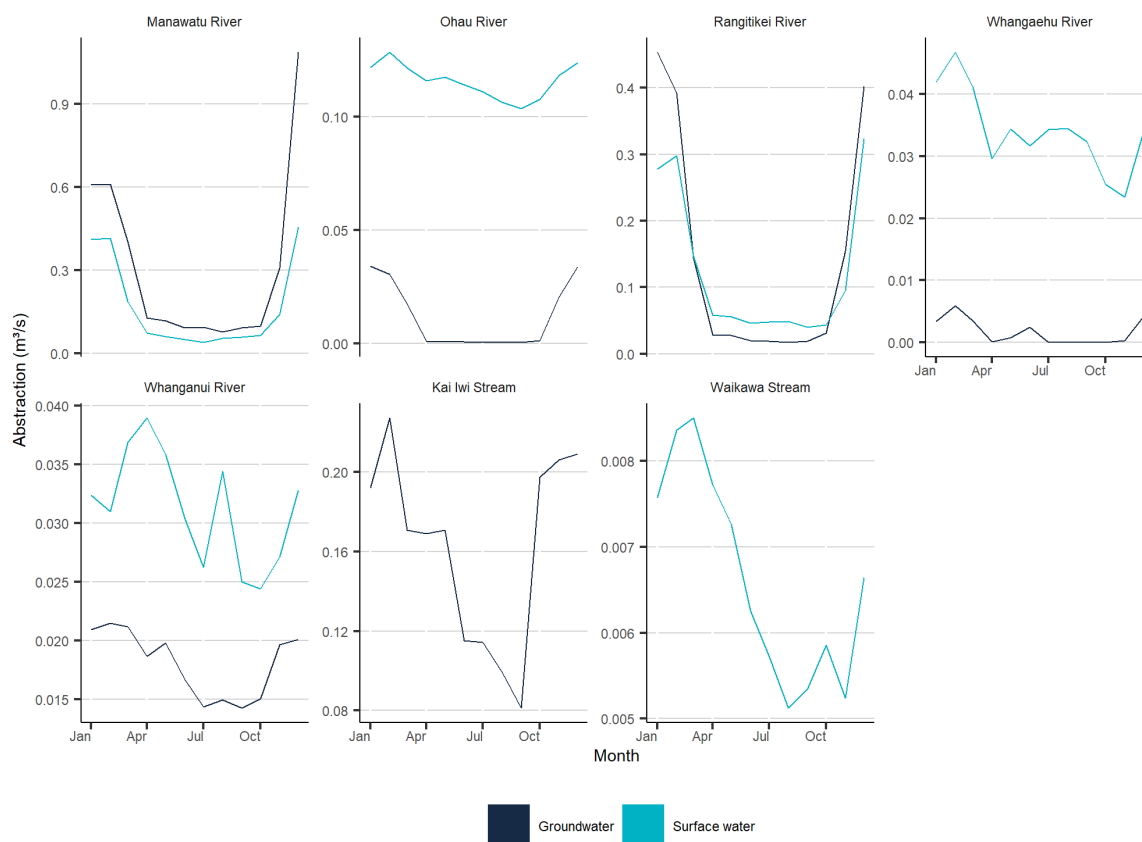 Manawatu River
Ohau River
Rangitikei River
Whangaehu River
0.9
0.6
0.3
0.0
0.10
0.05
0.00
0.4
0.3
0.2
0.1
0.0
0.04
0.03
0.02
0.01
0.00
Jan Apr Jul Oct
Abstraction (m³/s)
Whanganui River
Kai Iwi Stream
Waikawa Stream
0.040
0.035
0.030
0.025
0.020
0.015
0.20
0.16
0.12
0.08
0.008
0.007
0.006
0.005
Jan Apr Jul Oct
Jan Apr Jul Oct
Jan Apr Jul Oct
Month
Groundwater
Surface water